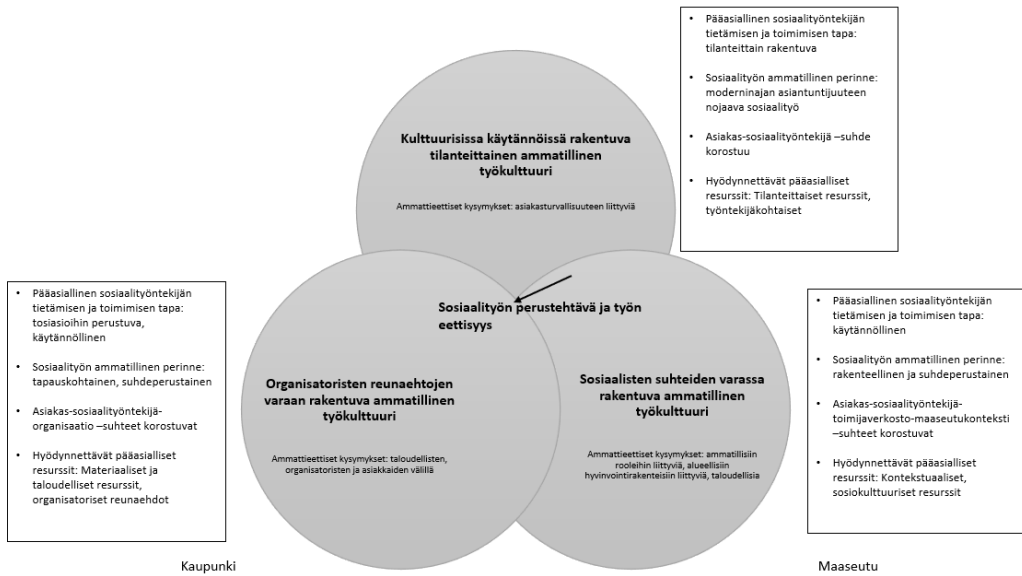 • Pääasiallinen sosiaalityöntekijän
tietämisen ja toimimisen tapa:
tilanteittain rakentuva
• Sosiaalityön ammatillinen perinne:
moderninajan asiantuntijuuteen
nojaava sosiaalityö
• Asiakas-sosiaalityöntekijä –suhde
korostuu
• Hyödynnettävät pääasialliset
resurssit: Tilanteittaiset resurssit,
työntekijäkohtaiset
Kulttuurisissa käytännöissä rakentuva
tilanteittainen ammatillinen
työkulttuuri
Ammattieettiset kysymykset: asiakasturvallisuuteen liittyviä
Sosiaalityön perustehtävä ja työn
eettisyys
• Pääasiallinen sosiaalityöntekijän
tietämisen ja toimimisen tapa:
tosiasioihin perustuva,
käytännöllinen
• Sosiaalityön ammatillinen perinne:
tapauskohtainen, suhdeperustainen
• Asiakas-sosiaalityöntekijä-
organisaatio –suhteet korostuvat
• Hyödynnettävät pääasialliset
resurssit: Materiaaliset ja
taloudelliset resurssit,
organisatoriset reunaehdot
Organisatoristen reunaehtojen
varaan rakentuva ammatillinen
työkulttuuri
Ammattieettiset kysymykset: taloudellisten,
organisatoristen ja asiakkaiden välillä
Sosiaalisten suhteiden varassa
rakentuva ammatillinen
työkulttuuri
Ammattieettiset kysymykset: ammatillisiin
rooleihin liittyviä, alueellisiin
hyvinvointirakenteisiin liittyviä, taloudellisia
• Pääasiallinen sosiaalityöntekijän
tietämisen ja toimimisen tapa:
käytännöllinen
• Sosiaalityön ammatillinen perinne:
rakenteellinen ja suhdeperustainen
• Asiakas-sosiaalityöntekijä-
toimijaverkosto-maaseutukonteksti
–suhteet korostuvat
• Hyödynnettävät pääasialliset
resurssit: Kontekstuaaliset,
sosiokulttuuriset resurssit
Kaupunki
Maaseutu